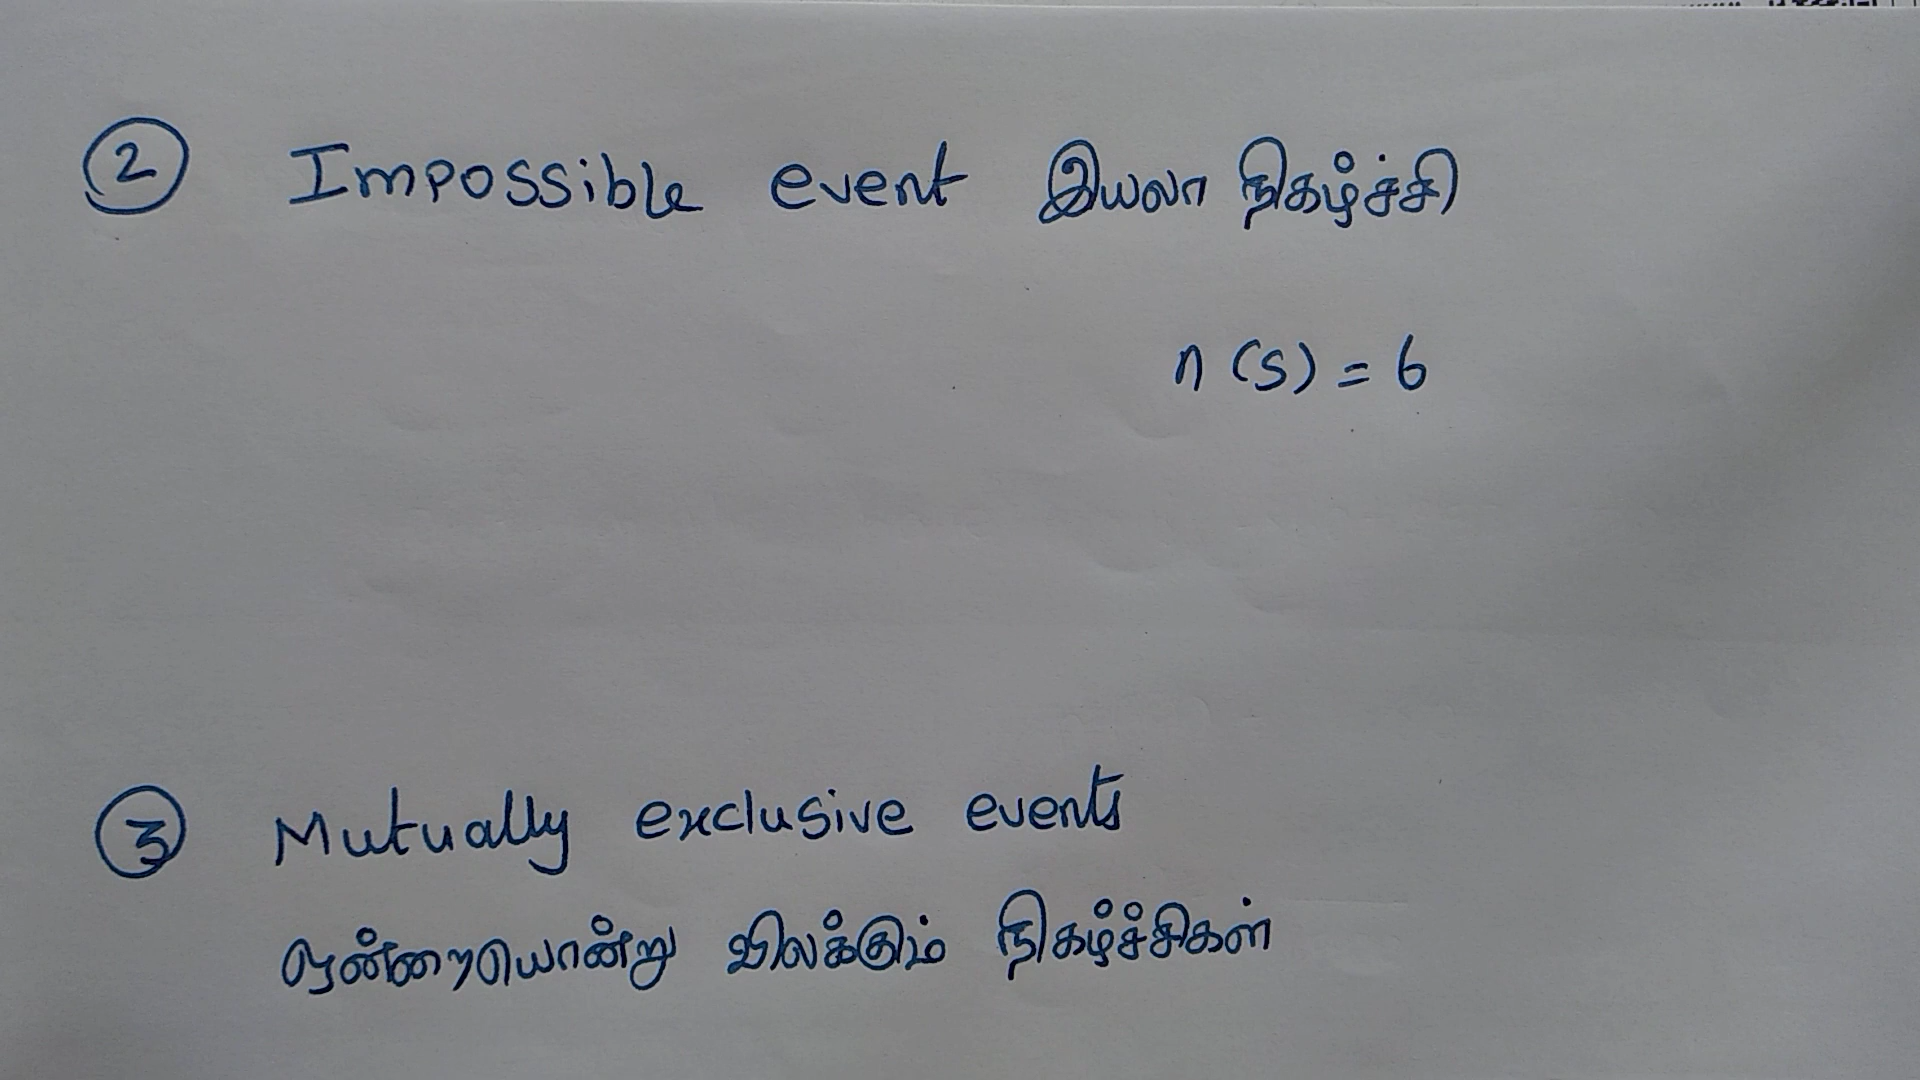 ② Impossible event இயலா நிகழ்ச்சி
n (S) = 6
③ Mutually exclusive events
ஒன்றையொன்று விலக்கும் நிகழ்ச்சிகள்